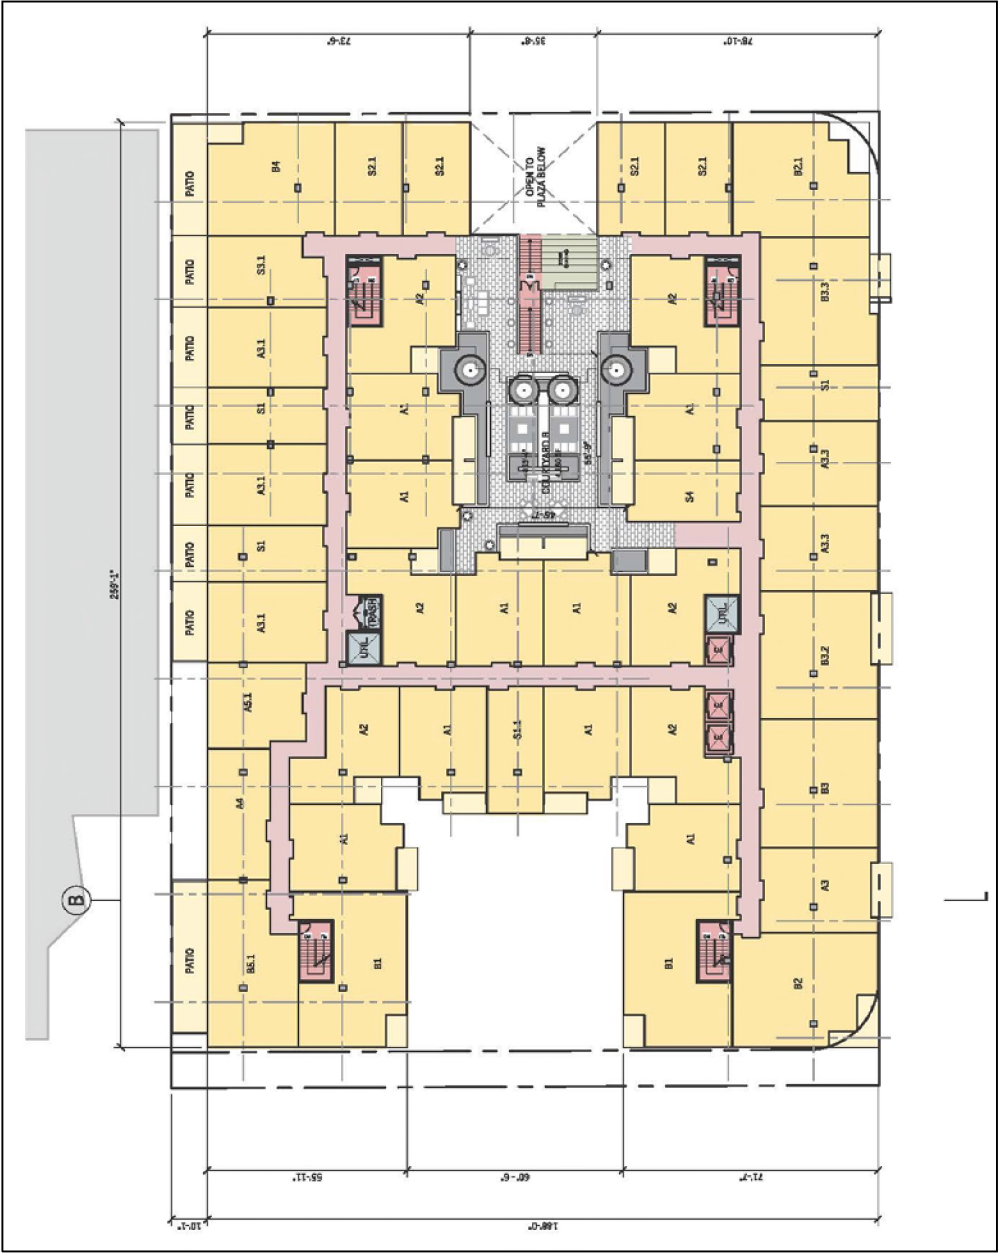 73'-6"
35'-8"
78'-10"
PATIO
B4
S2.1
S2.1
OPEN TO
PLAZA BELOW
S2.1
S2.1
B2.1
PATIO
S3.1
A2
A2
B3.3
PATIO
A3.1
PATIO
S1
A1
A1
S1
PATIO
A3.1
A1
COURTYARD B
S4
A3.3
46'-7"
PATIO
S1
A3.3
259'-1"
PATIO
A3.1
TRASH
UTIL
A2
A1
A1
A2
UTIL
B3.2
A5.1
A2
A1
S1.1
A1
A2
A4
B3
A1
A1
A3
B
PATIO
B5.1
B1
B1
B2
60'-6"
71'-7"
10'-1"
188'-0"